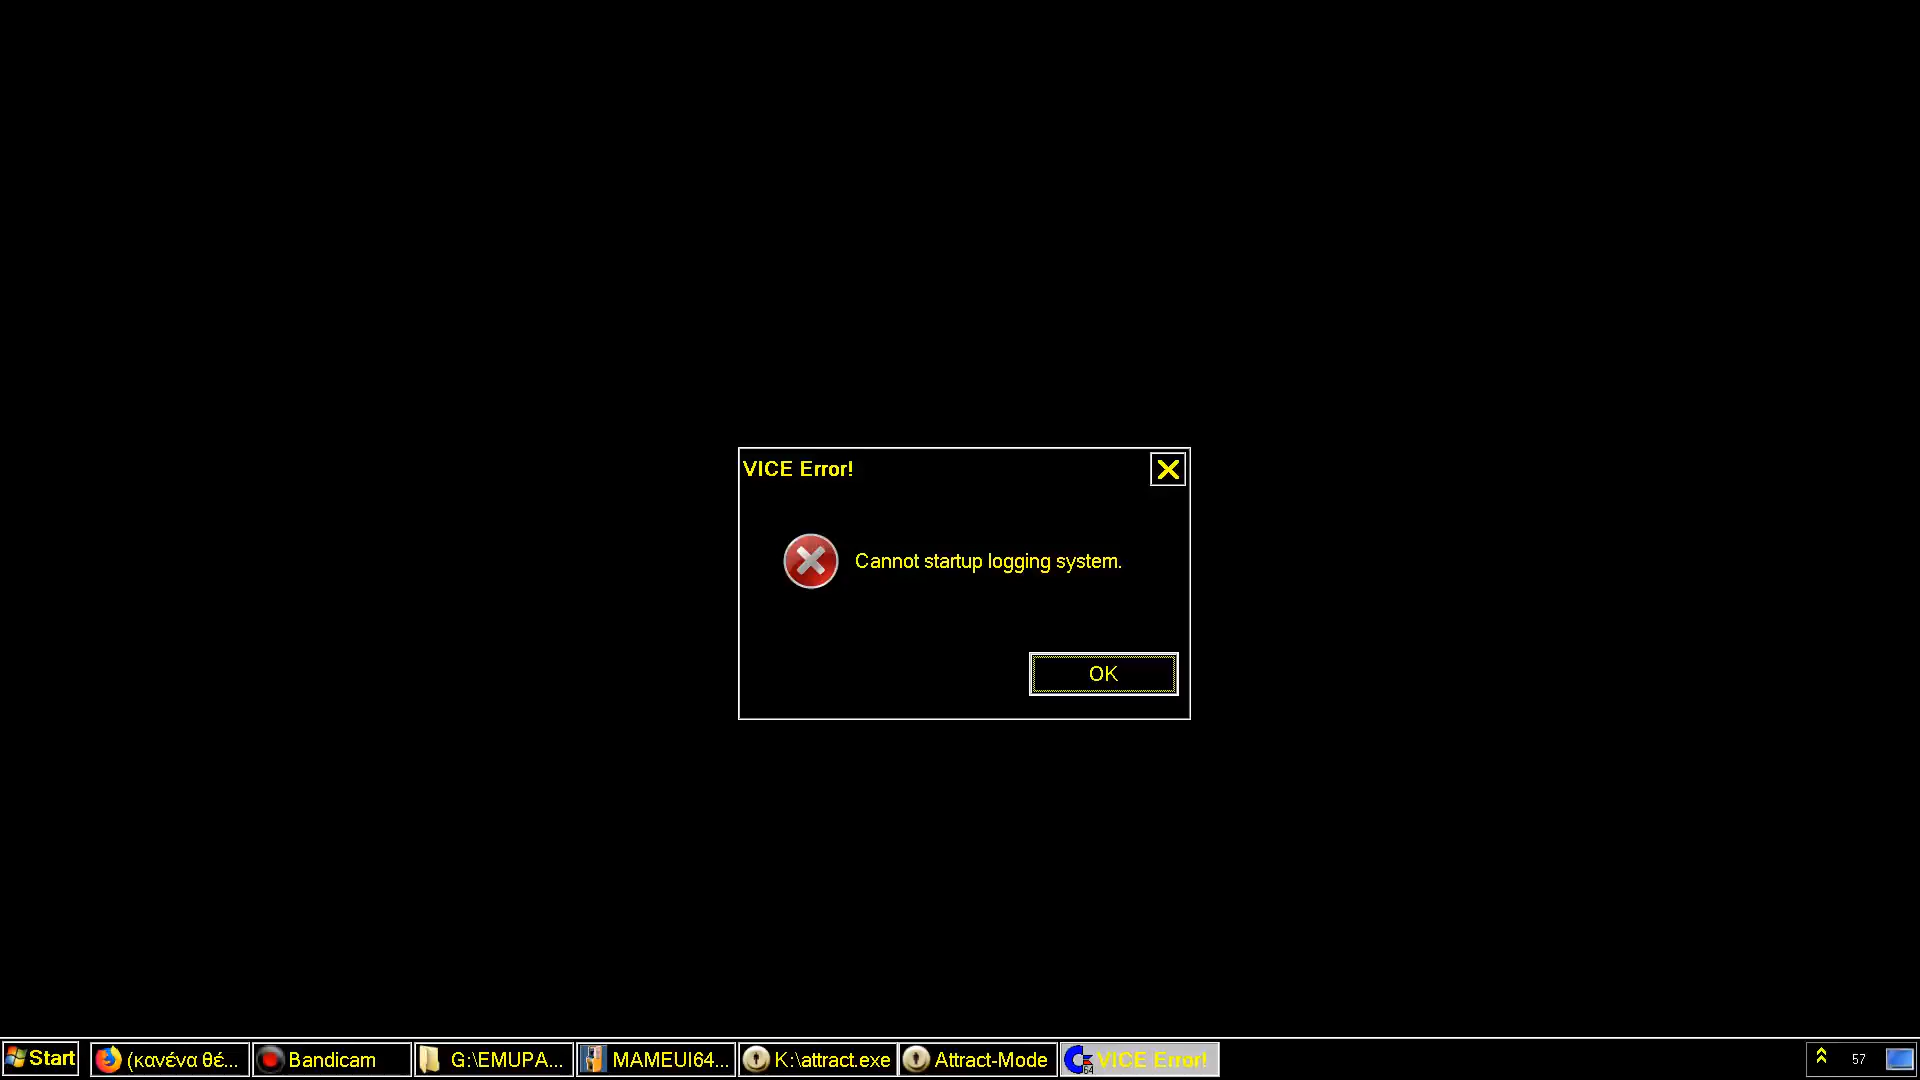 VICE Error!
Cannot startup logging system.
OK
Start
(κανένα θέ...
Bandicam
G:\EMUPA...
MAMEUI64...
K:\attract.exe
Attract-Mode
64
VICE Error!
57